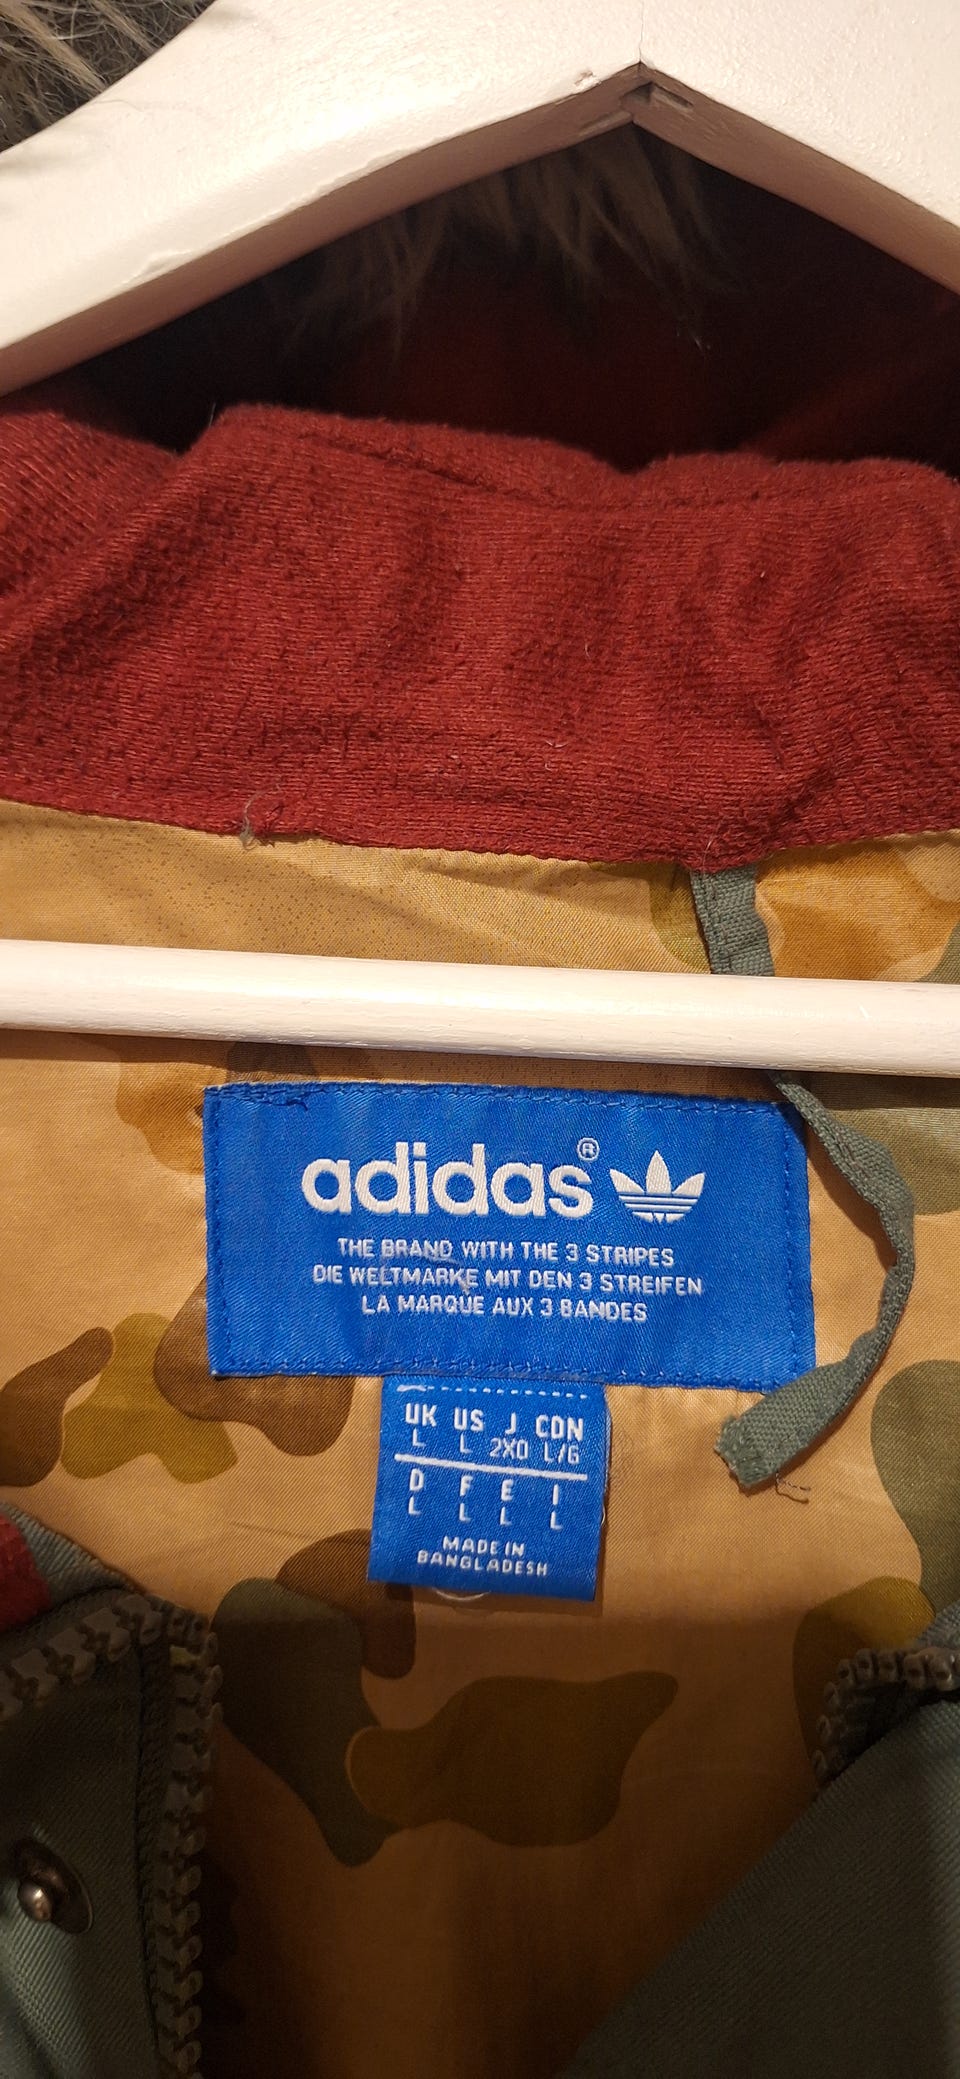 adidas®
THE BRAND WITH THE 3 STRIPES
DIE WELTMARKE MIT DEN 3 STREIFEN
LA MARQUE AUX 3 BANDES
UK US J CDN
L L 2XO L/G
D F E I
L L L L
MADE IN
BANGLADESH